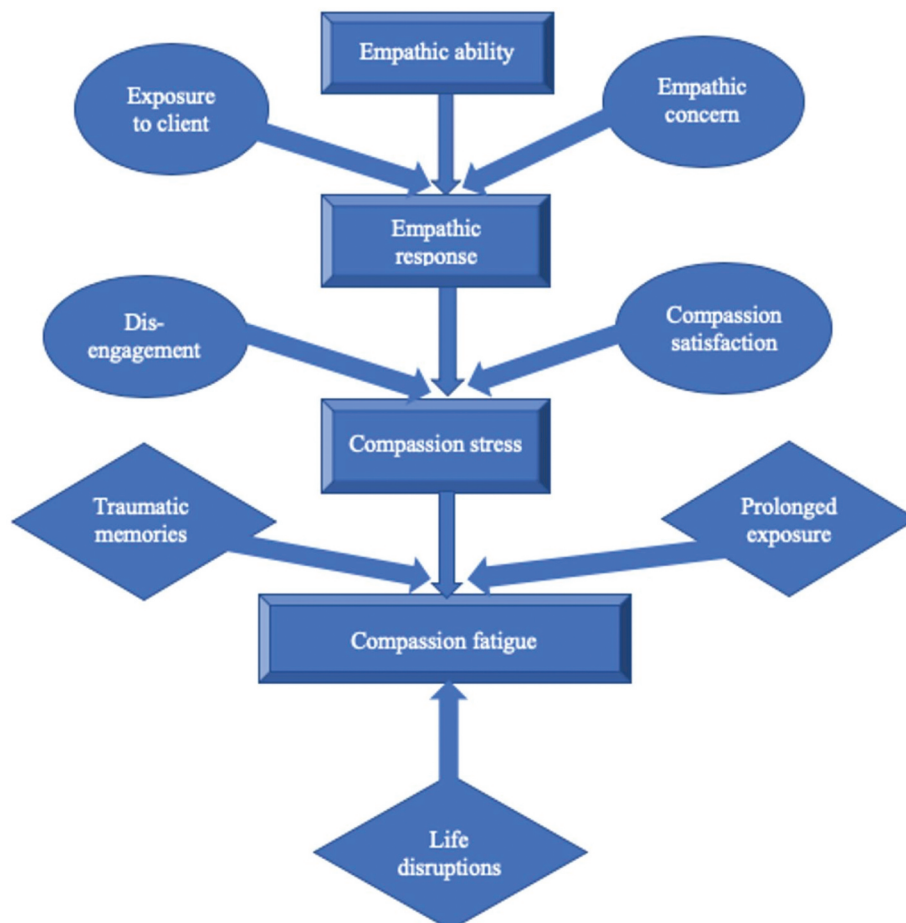 Empathic ability
Exposure
to client
Empathic
concern
Empathic
response
Dis-
engagement
Compassion
satisfaction
Compassion stress
Traumatic
memories
Prolonged
exposure
Compassion fatigue
Life
disruptions